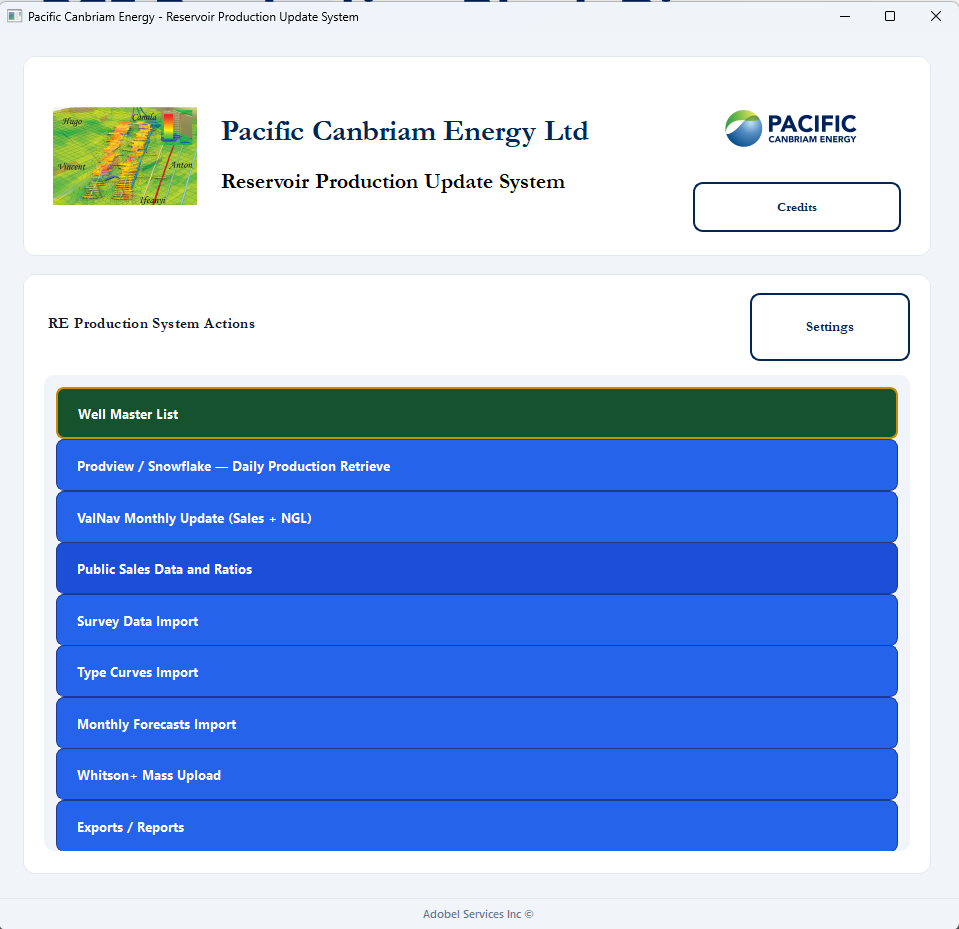 Pacific Canbriam Energy - Reservoir Production Update System
Hugo
Camila
Pacific Canbriam Energy Ltd
PACIFIC
CANBRIAM ENERGY
Vincent
Anton
Reservoir Production Update System
Ifeanyi
Credits
RE Production System Actions
Settings
Well Master List
Prodview / Snowflake — Daily Production Retrieve
ValNav Monthly Update (Sales + NGL)
Public Sales Data and Ratios
Survey Data Import
Type Curves Import
Monthly Forecasts Import
Whitson+ Mass Upload
Exports / Reports
Adobel Services Inc ©